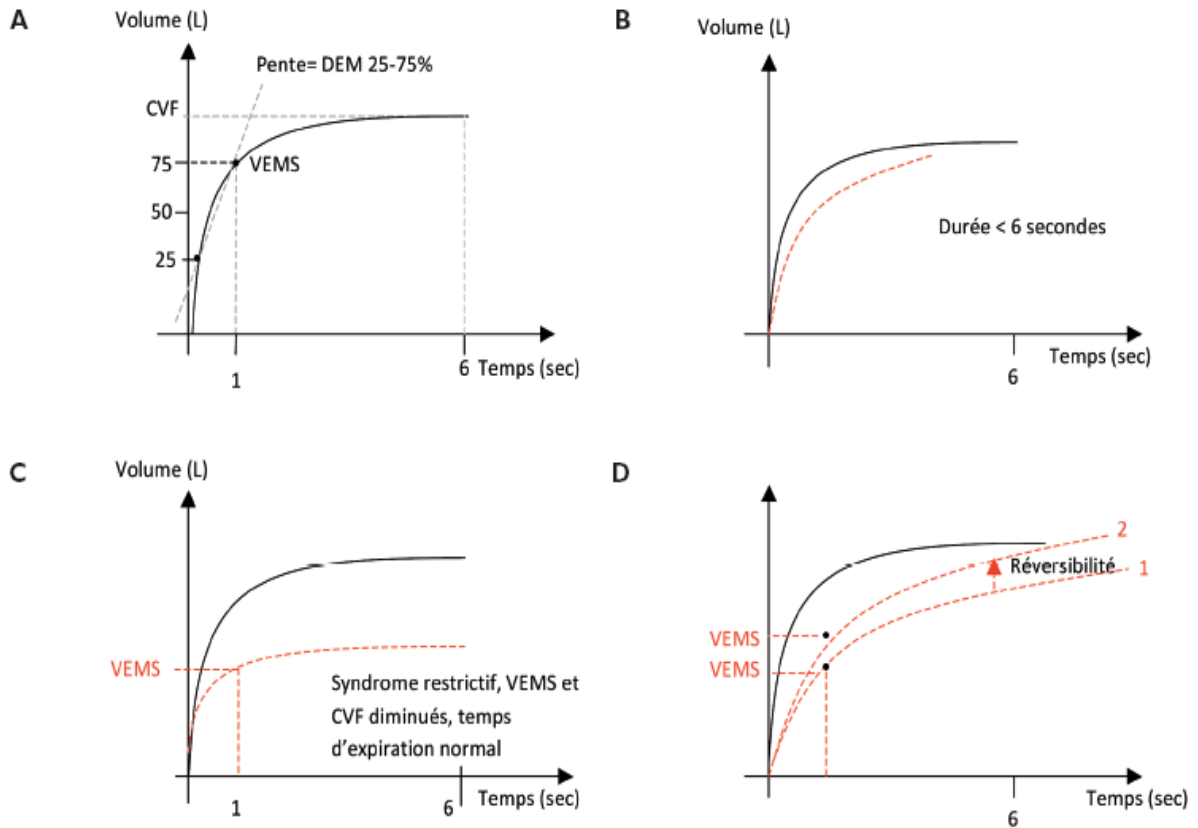 A
Volume (L)
Pente= DEM 25-75%
CVF
75
VEMS
50
25
1
6
Temps (sec)
B
Volume (L)
Durée < 6 secondes
Temps (sec)
6
C
Volume (L)
VEMS
Syndrome restrictif, VEMS et
CVF diminués, temps
d'expiration normal
1
6
Temps (sec)
D
2
Réversibilité
1
VEMS
VEMS
Temps (sec)
6